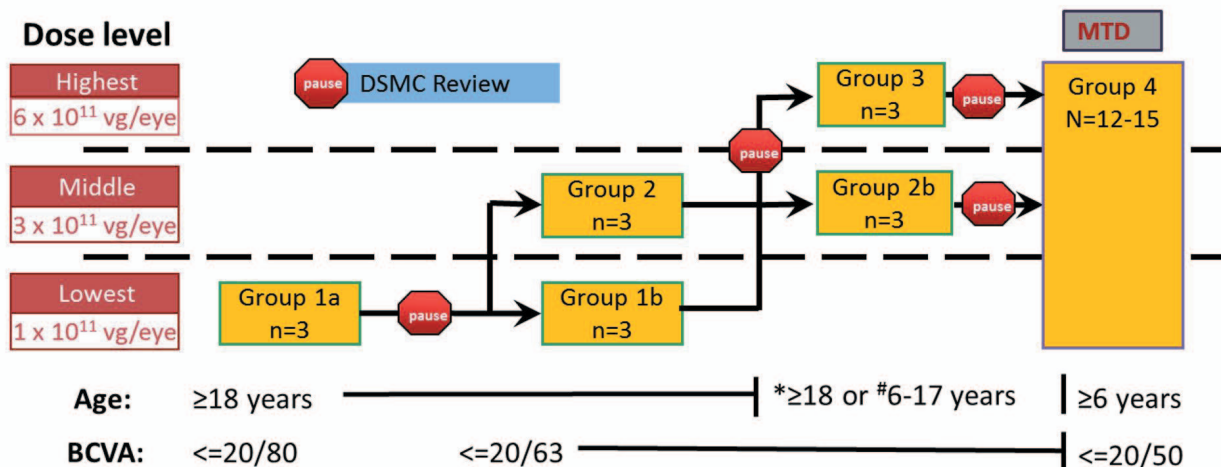 Dose level
Highest
6 x 10¹¹ vg/eye
Middle
3 x 10¹¹ vg/eye
Lowest
1 x 10¹¹ vg/eye
pause
DSMC Review
Group 1a
n=3
pause
Group 2
n=3
Group 1b
n=3
pause
Group 3
n=3
pause
Group 2b
n=3
pause
MTD
Group 4
N=12-15
Age: ≥18 years *≥18 or #6-17 years ≥6 years
BCVA: <=20/80 <=20/63 <=20/50